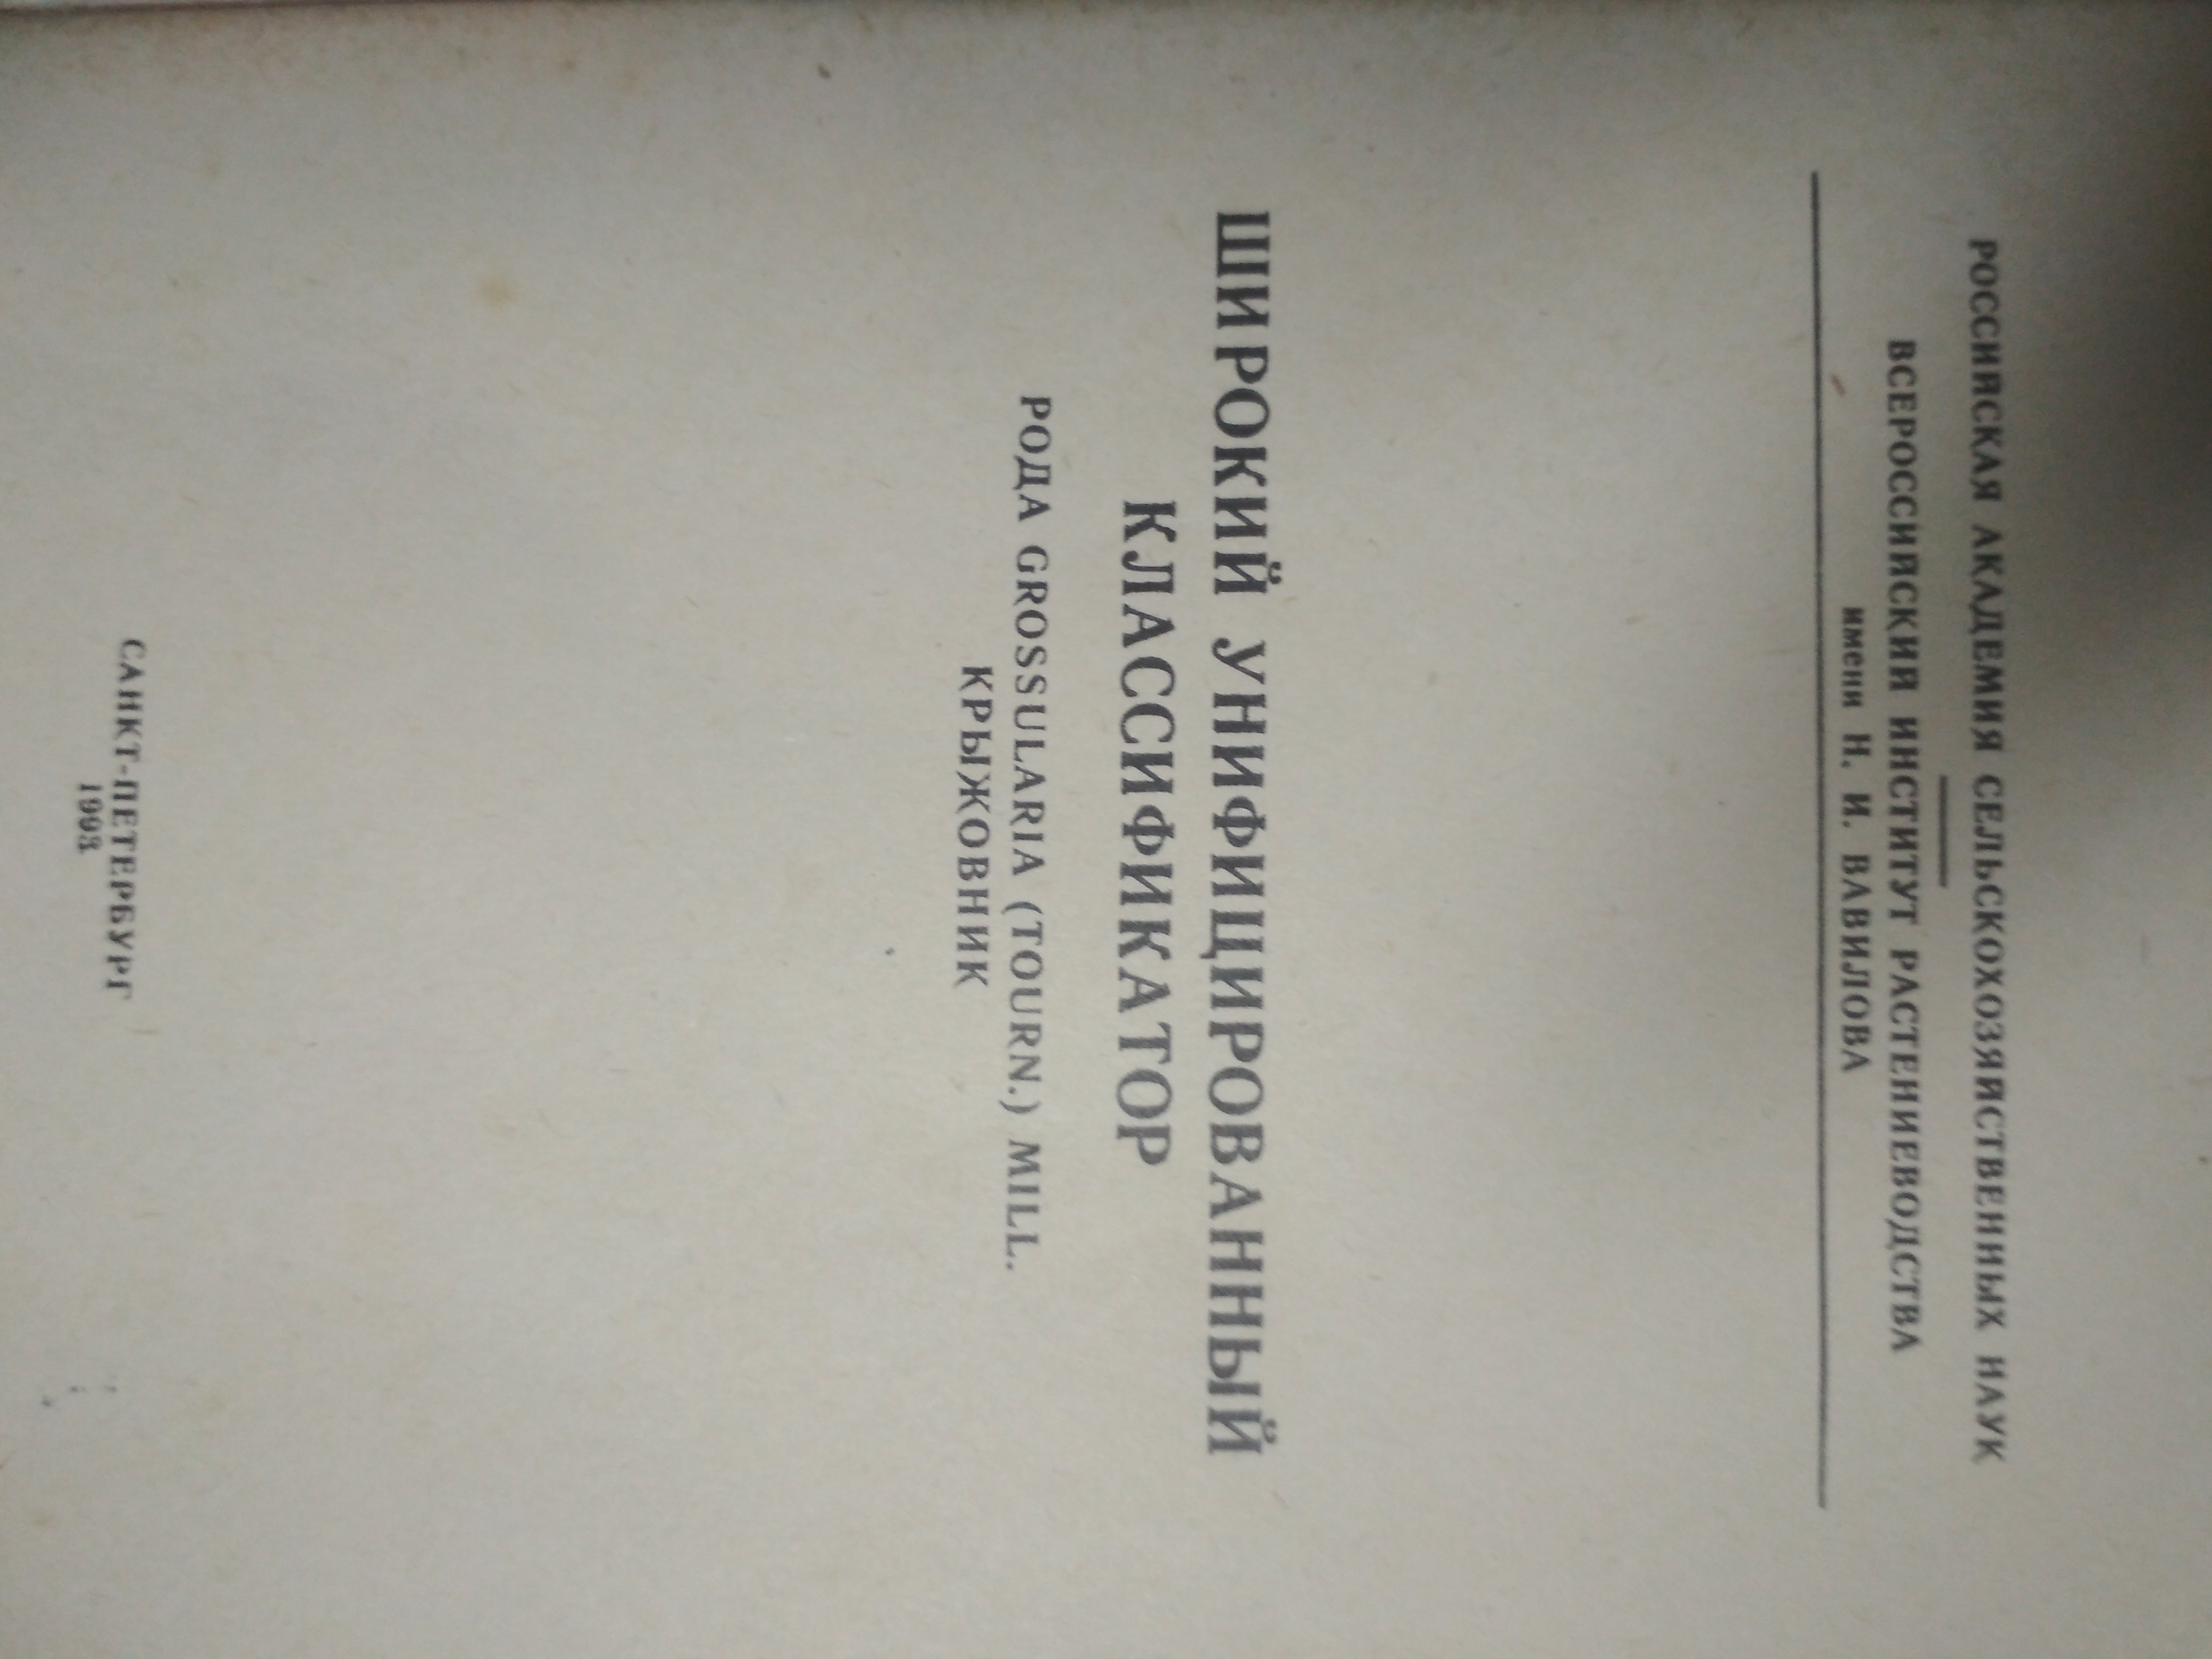 РОССИЙСКАЯ АКАДЕМИЯ СЕЛЬСКОХОЗЯЙСТВЕННЫХ НАУК
ВСЕРОССИЙСКИЙ ИНСТИТУТ РАСТЕНИЕВОДСТВА
имени Н. И. ВАВИЛОВА
ШИРОКИЙ УНИФИЦИРОВАННЫЙ
КЛАССИФИКАТОР
РОДА GROSSULARIA (TOURN.) MILL.
КРЫЖОВНИК
САНКТ-ПЕТЕРБУРГ